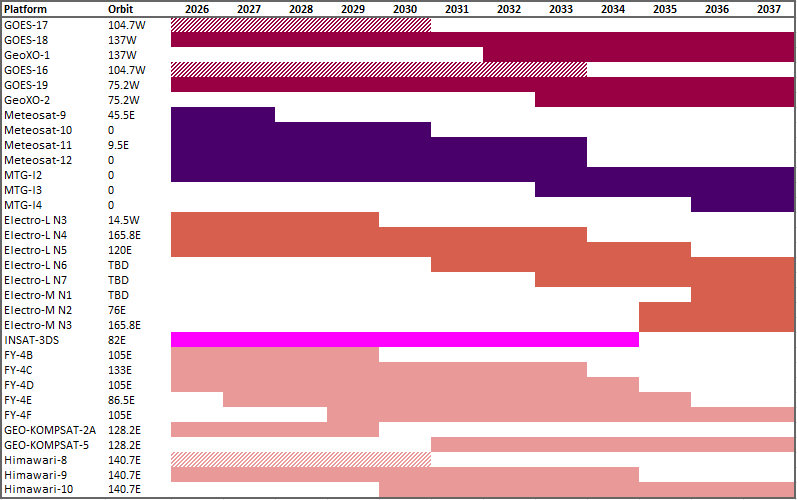 Platform Orbit 2026 2027 2028 2029 2030 2031 2032 2033 2034 2035 2036 2037
GOES-17 104.7W
GOES-18 137W
GeoXO-1 137W
GOES-16 104.7W
GOES-19 75.2W
GeoXO-2 75.2W
Meteosat-9 45.5E
Meteosat-10 0
Meteosat-11 9.5E
Meteosat-12 0
MTG-I2 0
MTG-I3 0
MTG-I4 0
Electro-L N3 14.5W
Electro-L N4 165.8E
Electro-L N5 120E
Electro-L N6 TBD
Electro-L N7 TBD
Electro-M N1 TBD
Electro-M N2 76E
Electro-M N3 165.8E
INSAT-3DS 82E
FY-4B 105E
FY-4C 133E
FY-4D 105E
FY-4E 86.5E
FY-4F 105E
GEO-KOMPSAT-2A 128.2E
GEO-KOMPSAT-5 128.2E
Himawari-8 140.7E
Himawari-9 140.7E
Himawari-10 140.7E